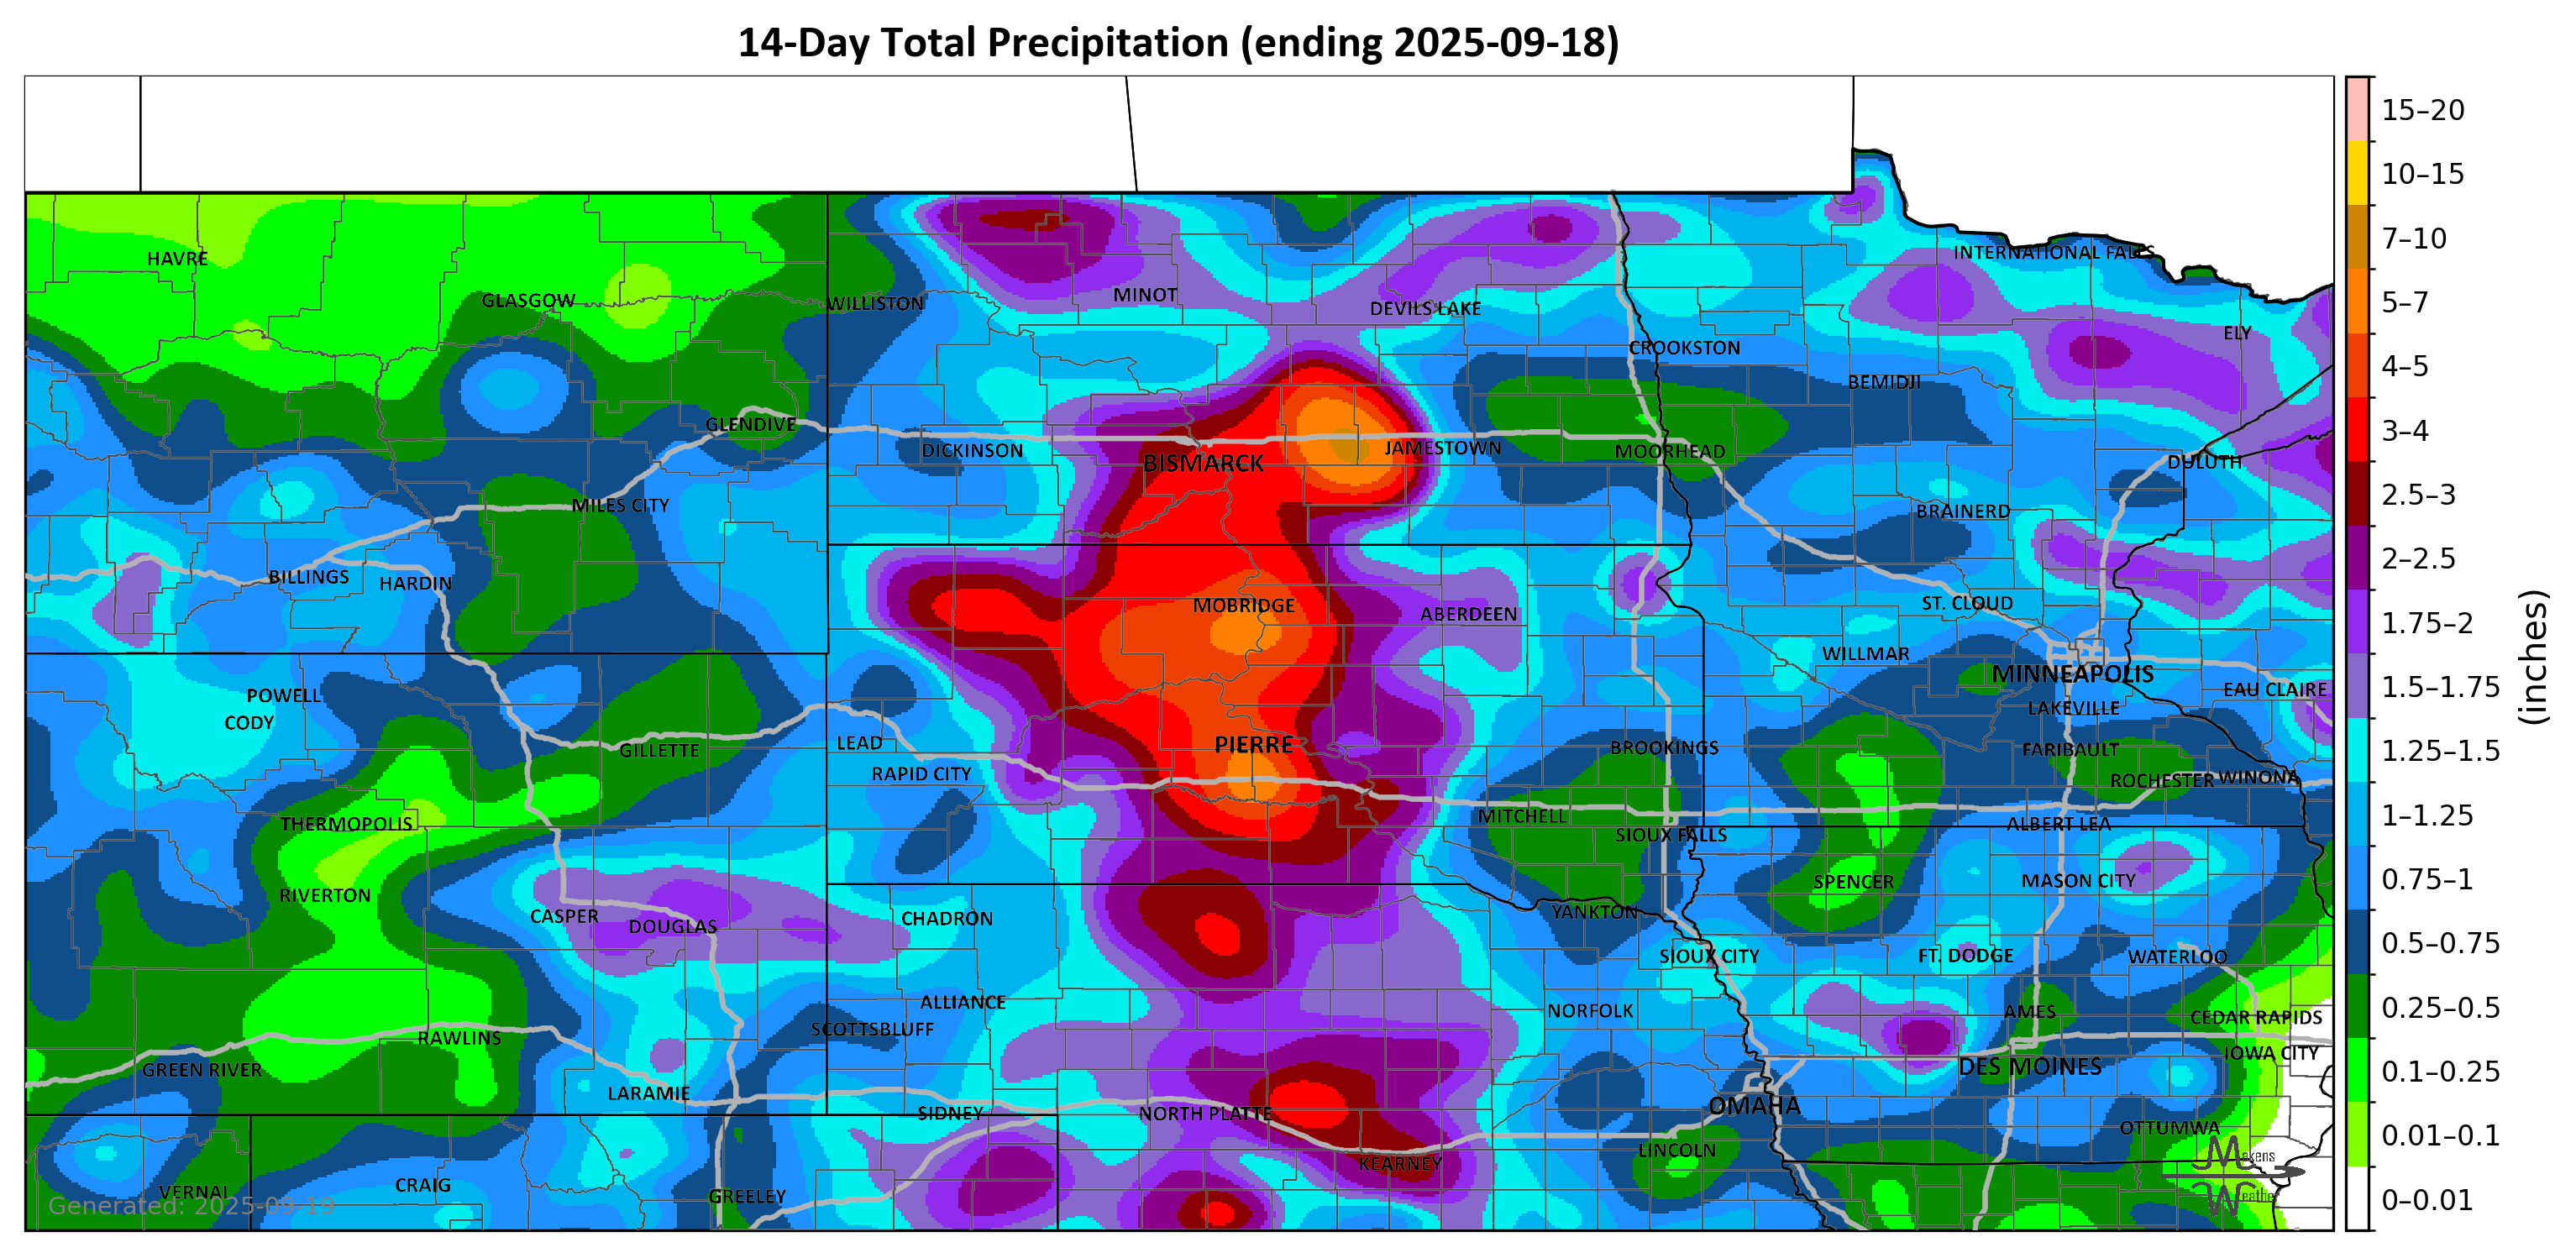 14-Day Total Precipitation (ending 2025-09-18)
15–20
10–15
7–10
5–7
4–5
3–4
2.5–3
2–2.5
1.75–2
1.5–1.75
1.25–1.5
1–1.25
0.75–1
0.5–0.75
0.25–0.5
0.1–0.25
0.01–0.1
0–0.01
(inches)
HAVRE
INTERNATIONAL FALLS
GLASGOW
WILLISTON
MINOT
DEVILS LAKE
ELY
CROOKSTON
BEMIDJI
GLENDIVE
DICKINSON
BISMARCK
JAMESTOWN
MOORHEAD
DULUTH
MILES CITY
BRAINERD
BILLINGS
HARDIN
MOBRIDGE
ABERDEEN
ST. CLOUD
WILLMAR
MINNEAPOLIS
POWELL
CODY
EAU CLAIRE
LAKEVILLE
GILLETTE
LEAD
PIERRE
BROOKINGS
FARIBAULT
RAPID CITY
ROCHESTER
WINONA
THERMOPOLIS
MITCHELL
SIOUX FALLS
ALBERT LEA
RIVERTON
SPENCER
MASON CITY
CASPER
DOUGLAS
CHADRON
YANKTON
SIOUX CITY
FT. DODGE
WATERLOO
ALLIANCE
NORFOLK
AMES
CEDAR RAPIDS
SCOTTSBLUFF
RAWLINS
IOWA CITY
GREEN RIVER
DES MOINES
LARAMIE
SIDNEY
NORTH PLATTE
OMAHA
OTTUMWA
LINCOLN
KEARNEY
VERNAL
CRAIG
GREELEY
Makens
Weather
Generated: 2025-09-19